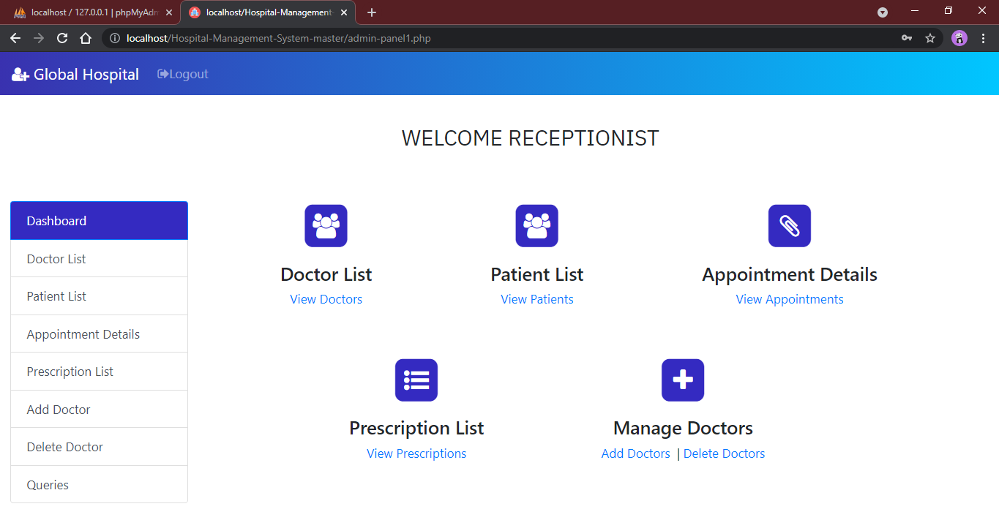 localhost / 127.0.0.1 | phpMyAdm
localhost/Hospital-Management-
localhost/Hospital-Management-System-master/admin-panel1.php
Global Hospital Logout
WELCOME RECEPTIONIST
Dashboard
Doctor List
Patient List
Appointment Details
Prescription List
Add Doctor
Delete Doctor
Queries
Doctor List
View Doctors
Patient List
View Patients
Appointment Details
View Appointments
Prescription List
View Prescriptions
Manage Doctors
Add Doctors | Delete Doctors